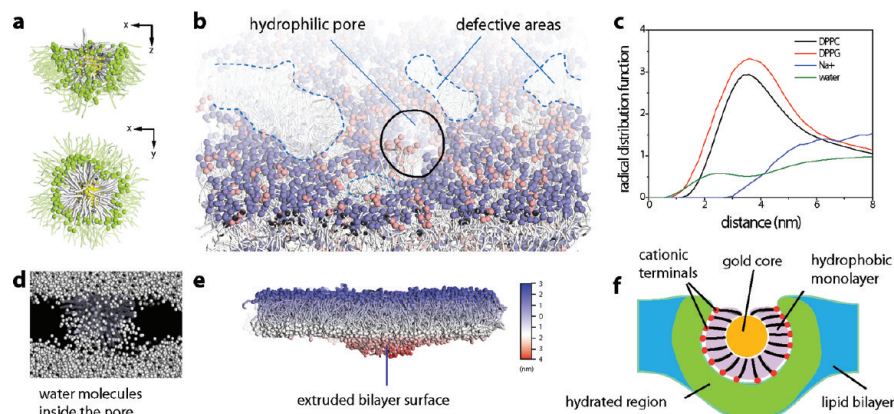 a
x
z
x
y
b
hydrophilic pore
defective areas
c
radical distribution function
4
3
2
1
0
0
2
4
6
8
distance (nm)
DPPC
DPPG
Na+
water
d
water molecules
inside the pore
e
3
2
1
0
1
2
3
4
(nm)
extruded bilayer surface
f
cationic
terminals
gold core
hydrophobic
monolayer
hydrated region
lipid bilayer